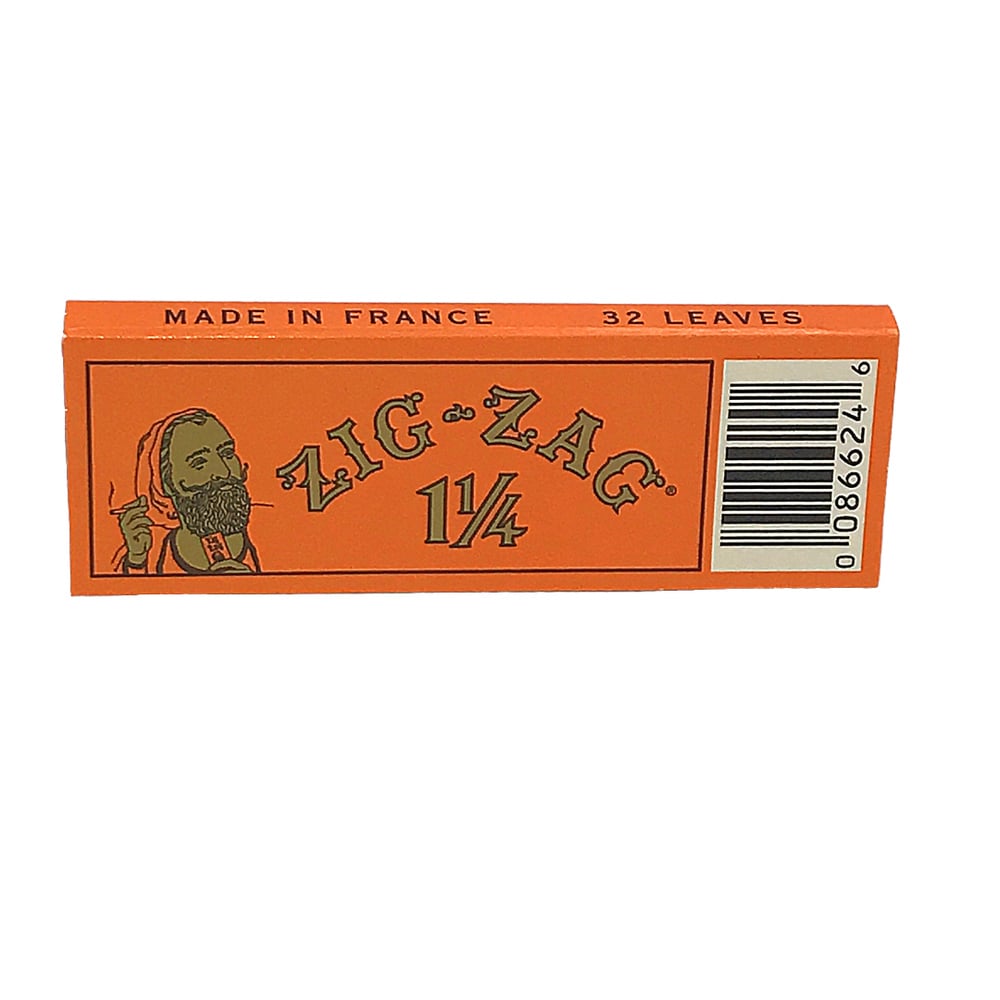 MADE IN FRANCE 32 LEAVES
ZIG-ZAG®
1¼
0 086624 6